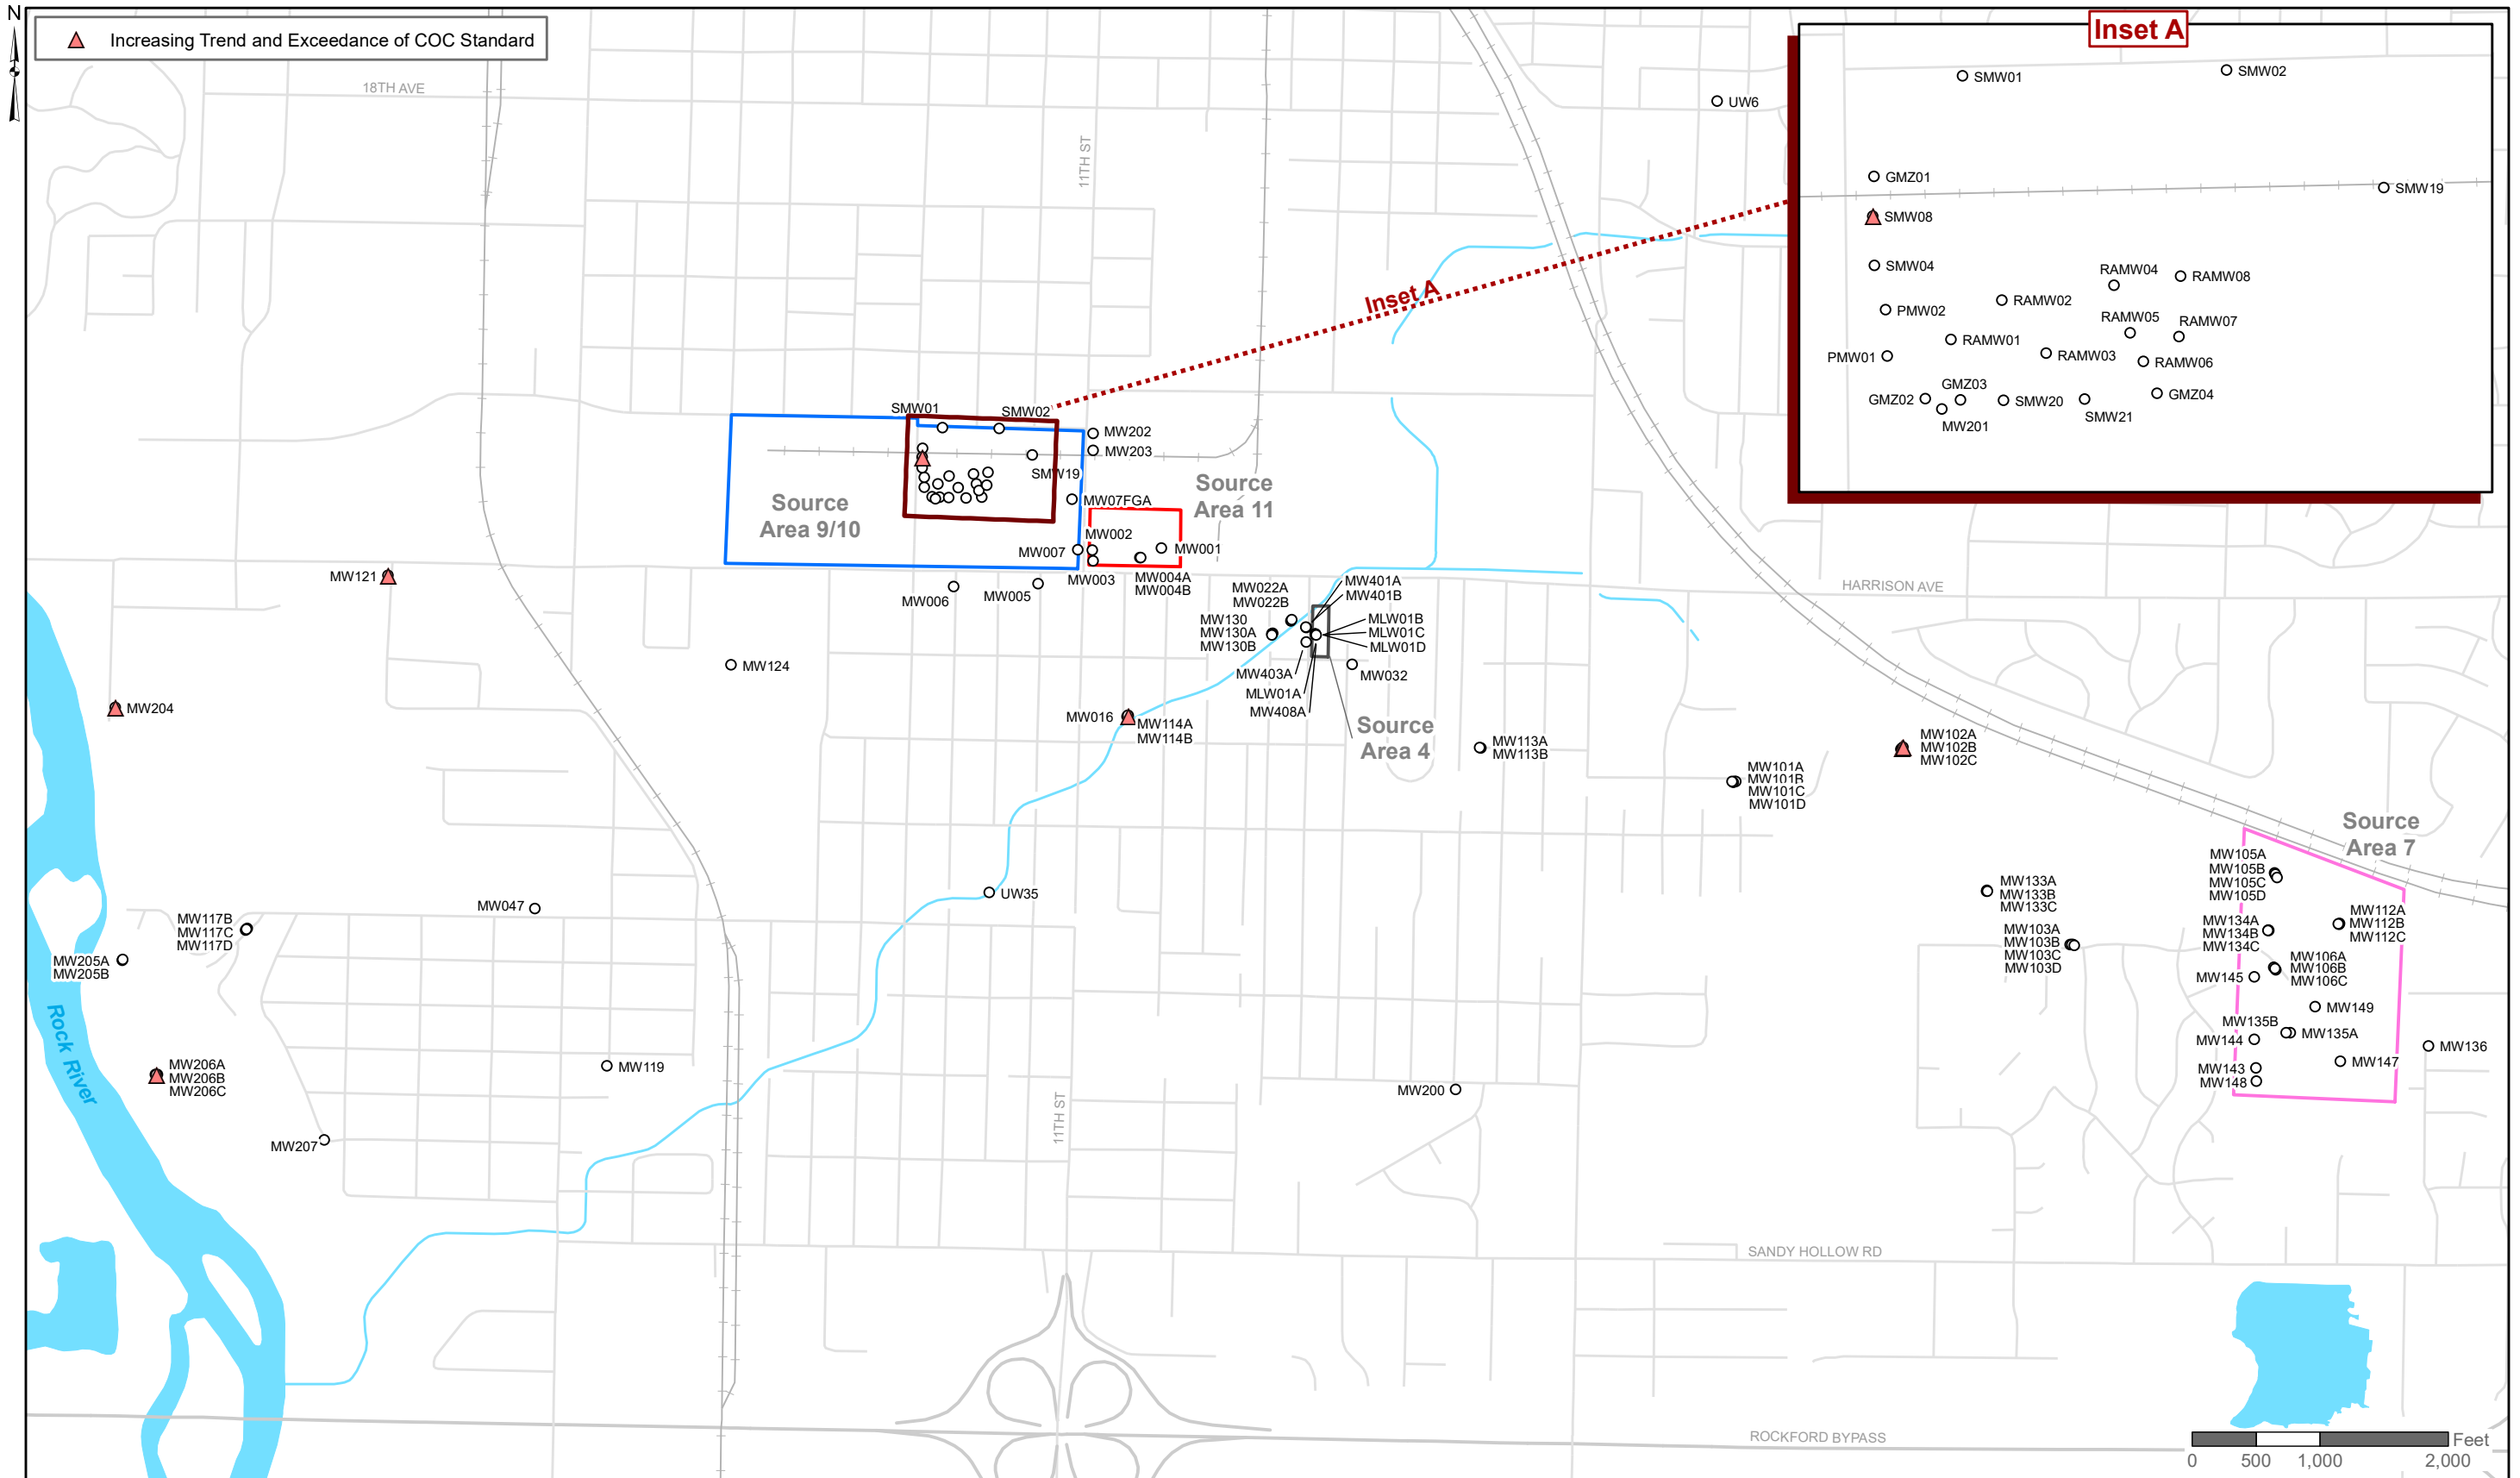 N
Increasing Trend and Exceedance of COC Standard
Inset A
SMW01
SMW02
GMZ01
SMW19
SMW08
SMW04
RAMW04
RAMW08
RAMW02
PMW02
RAMW05
RAMW07
RAMW01
PMW01
RAMW03
RAMW06
GMZ03
GMZ02
SMW20
GMZ04
SMW21
MW201
18TH AVE
11TH ST
UW6
Inset A
SMW01
SMW02
MW202
MW203
SMW19
MW07FGA
Source
Area 9/10
Source
Area 11
MW002
MW007
MW001
MW003
MW004A
MW004B
MW006
MW005
MW121
HARRISON AVE
MW022A
MW022B
MW401A
MW401B
MW130
MW130A
MW130B
MLW01B
MLW01C
MLW01D
MW403A
MW032
MLW01A
MW408A
MW124
MW204
MW016
MW114A
MW114B
Source
Area 4
MW113A
MW113B
MW102A
MW102B
MW102C
MW101A
MW101B
MW101C
MW101D
Source
Area 7
MW105A
MW105B
MW105C
MW105D
MW133A
MW133B
MW133C
MW112A
MW112B
MW112C
MW134A
MW134B
MW134C
MW103A
MW103B
MW103C
MW103D
MW106A
MW106B
MW106C
MW145
MW149
MW135B
MW135A
MW144
MW136
MW147
MW143
MW148
UW35
MW047
MW117B
MW117C
MW117D
MW205A
MW205B
Rock River
MW206A
MW206B
MW206C
MW119
MW200
MW207
11TH ST
SANDY HOLLOW RD
ROCKFORD BYPASS
Feet
0 500 1,000 2,000